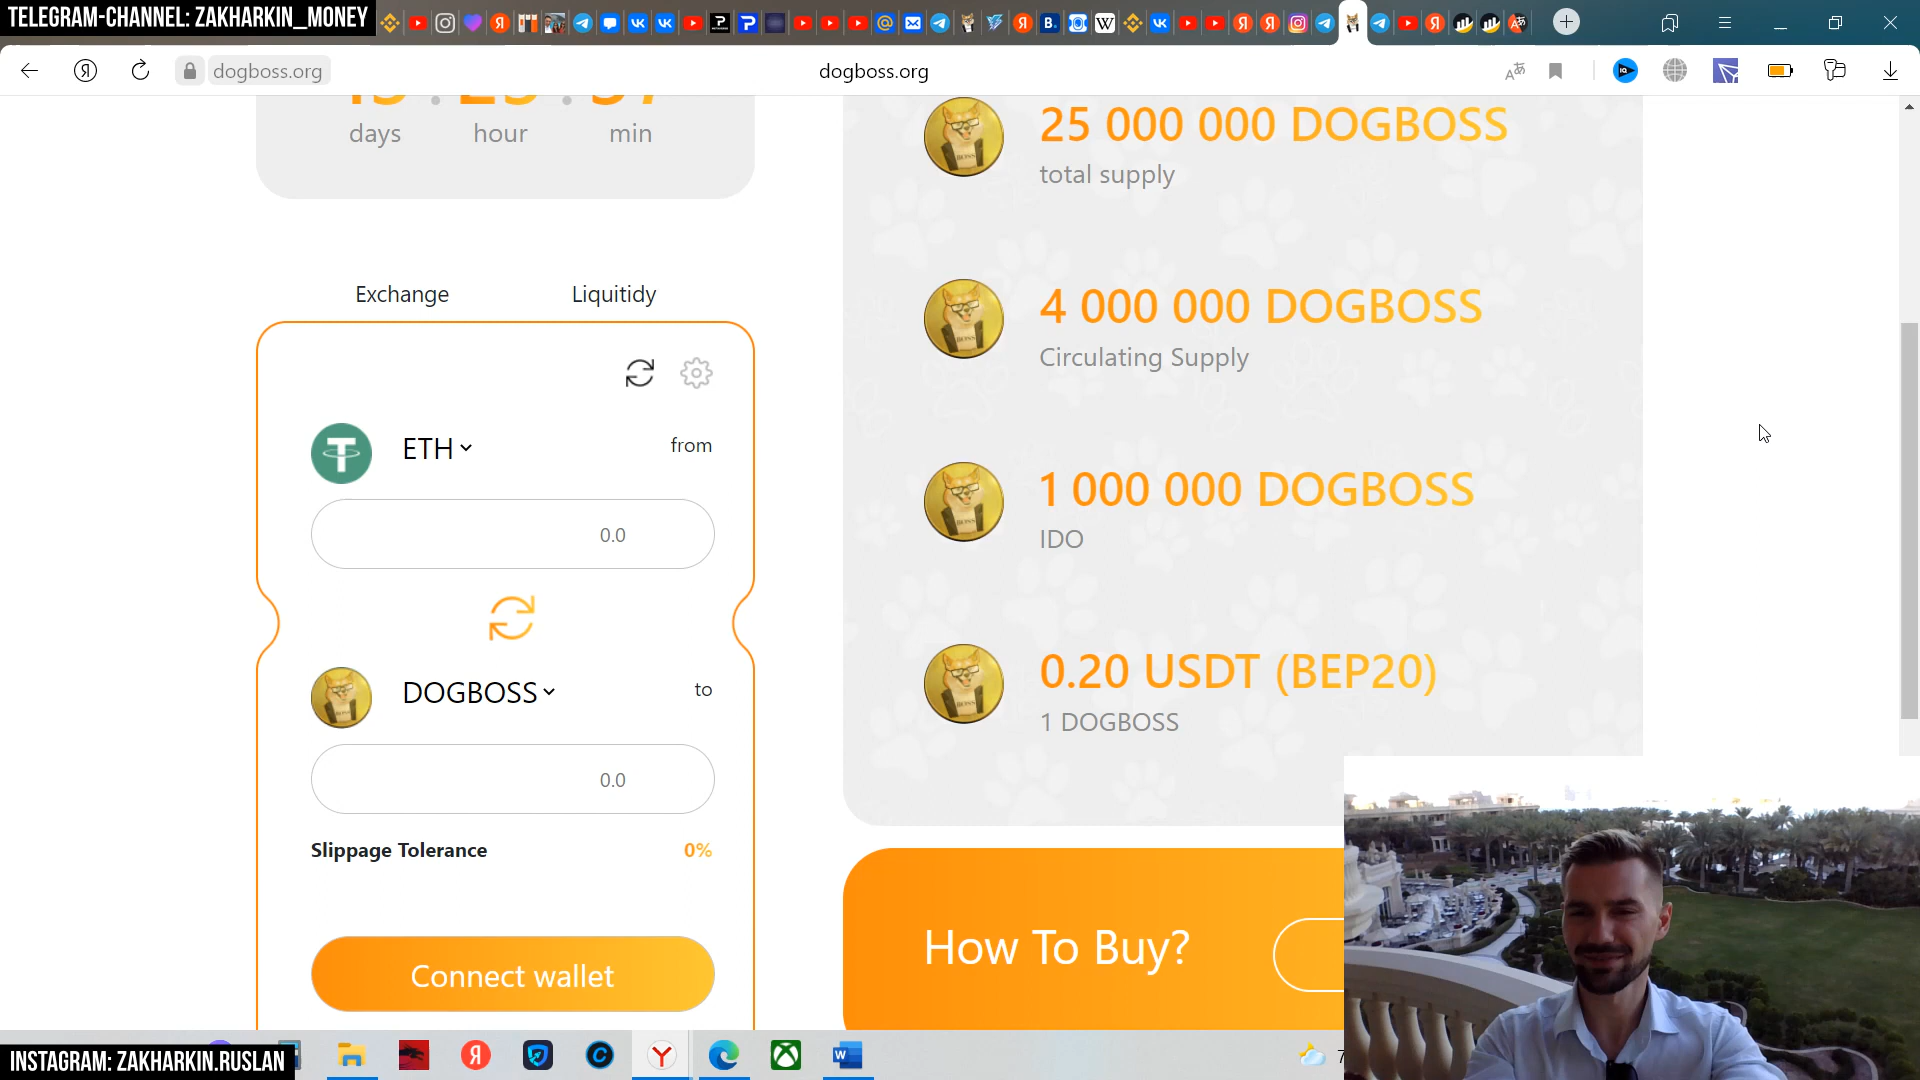 TELEGRAM-CHANNEL: ZAKHARKIN_MONEY
dogboss.org
dogboss.org
days
hour
min
Exchange
Liquitidy
ETH
from
0.0
DOGBOSS
to
0.0
Slippage Tolerance
0%
Connect wallet
25 000 000 DOGBOSS
total supply
4 000 000 DOGBOSS
Circulating Supply
1 000 000 DOGBOSS
IDO
0.20 USDT (BEP20)
1 DOGBOSS
How To Buy?
INSTAGRAM: ZAKHARKIN.RUSLAN